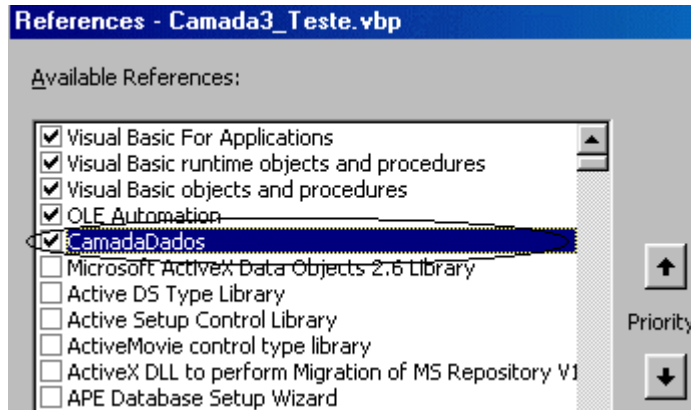 References - Camada3_Teste.vbp
Available References:
Visual Basic For Applications
Visual Basic runtime objects and procedures
Visual Basic objects and procedures
OLE Automation
CamadaDados
Microsoft ActiveX Data Objects 2.6 Library
Active DS Type Library
Active Setup Control Library
Priority
ActiveMovie control type library
ActiveX DLL to perform Migration of MS Repository V1
APE Database Setup Wizard